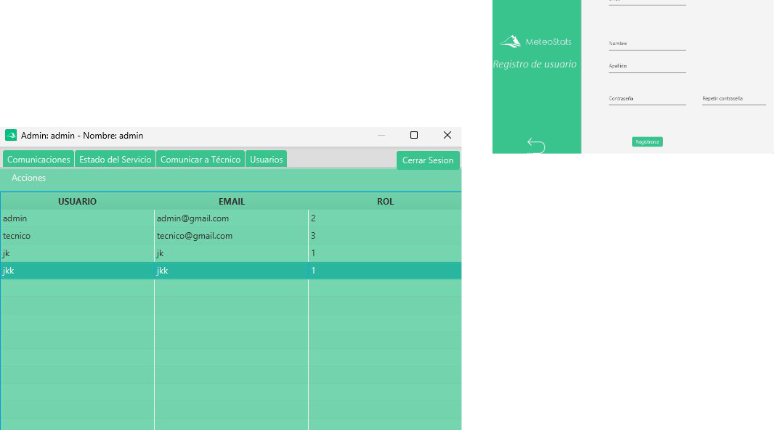 MeteoStats
Registro de usuario
Nombre
Apellido
Contraseña
Repetir contraseña
Registrarse
Admin: admin - Nombre: admin
Comunicaciones
Estado del Servicio
Comunicar a Técnico
Usuarios
Cerrar Sesion
Acciones
USUARIO EMAIL ROL
admin admin@gmail.com 2
tecnico tecnico@gmail.com 3
jk jk 1
jkk jkk 1